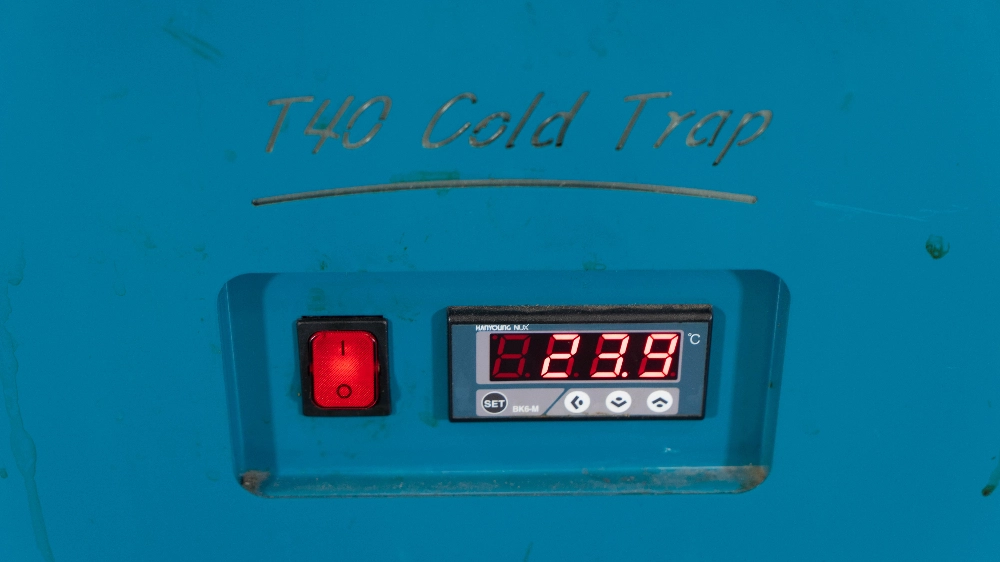 T40 Cold Trap
HANYOUNG NUX
23.9 °C
SET BK6-M